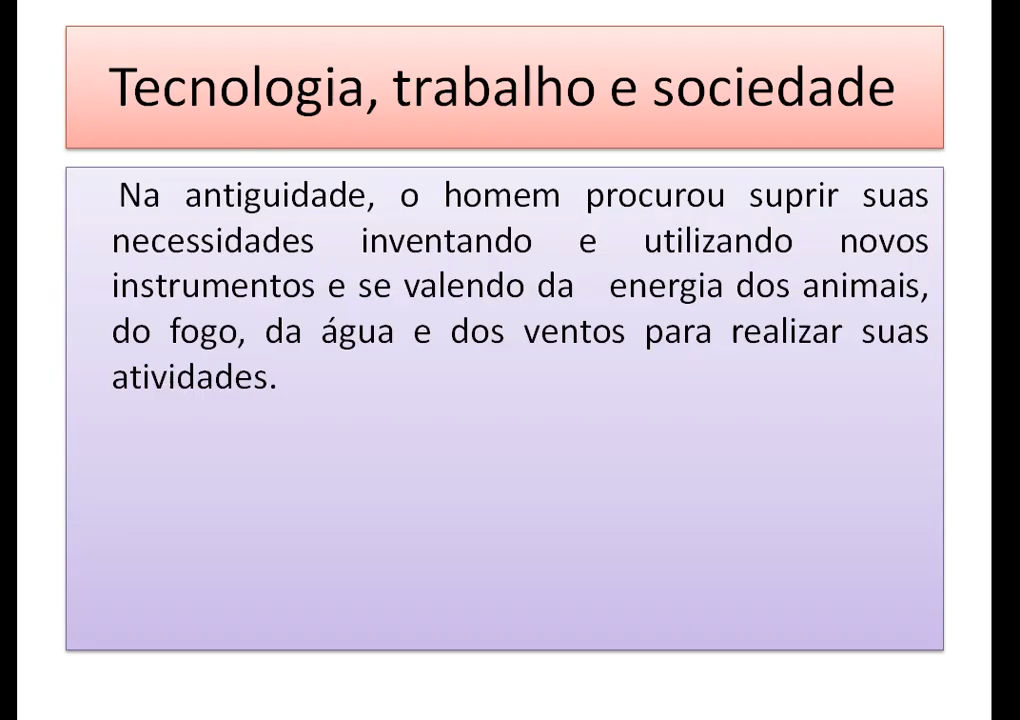 Tecnologia, trabalho e sociedade
Na antiguidade, o homem procurou suprir suas
necessidades inventando e utilizando novos
instrumentos e se valendo da energia dos animais,
do fogo, da água e dos ventos para realizar suas
atividades.